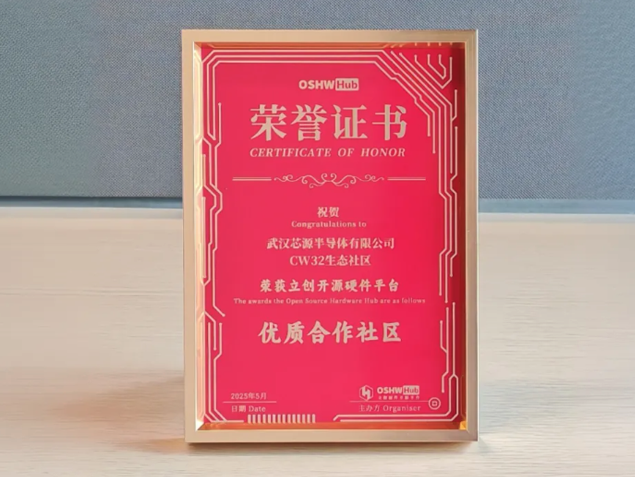 OSHWHub
荣誉证书
CERTIFICATE OF HONOR
祝贺
Congratulations to
武汉芯源半导体有限公司
CW32生态社区
荣获立创开源硬件平台
The awards the Open Source Hardware Hub are as follows
优质合作社区
2025年5月
日期 Date
OSHWHub
主办方 Organiser